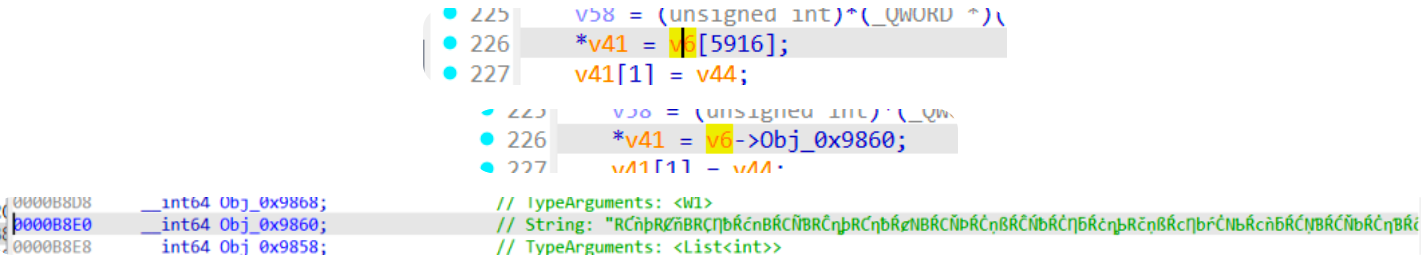 225 v58 = (unsigned int)*(_QWORD *)(
226 *v41 = v6[5916];
227 v41[1] = v44;
225 v58 = (unsigned int)*(_QW
226 *v41 = v6->Obj_0x9860;
227 v41[1] = v44;
0000B8D8 __int64 Obj_0x9868; // TypeArguments: <W1>
0000B8E0 __int64 Obj_0x9860; // String: "
0000B8E8 int64 Obj_0x9858; // TypeArguments: <List<int>>